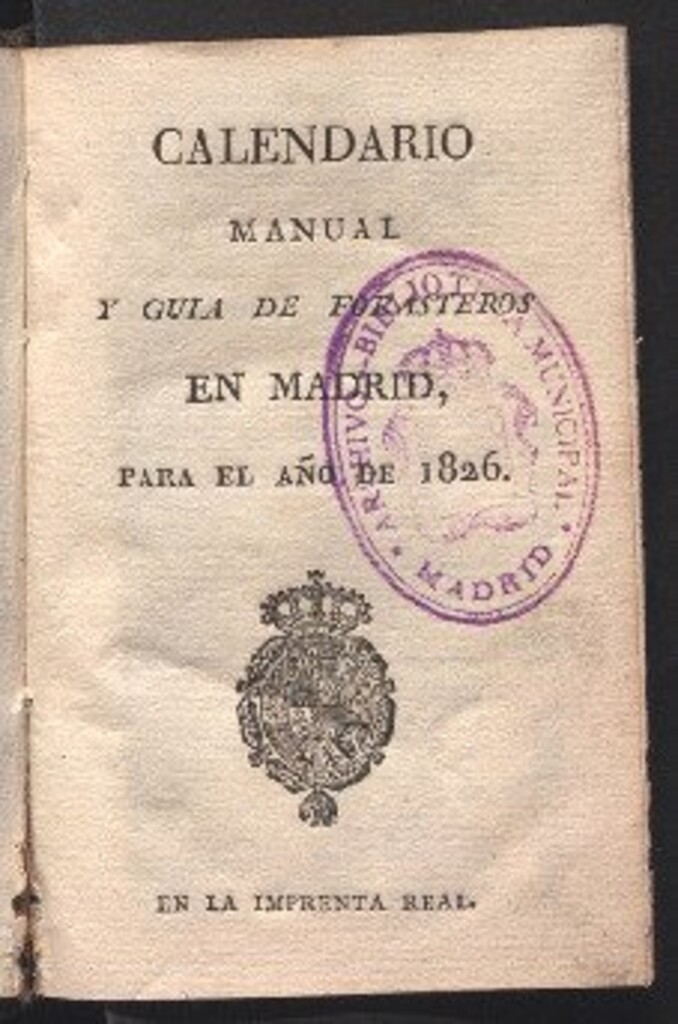 CALENDARIO
MANUAL
Y GUIA DE FORASTEROS
EN MADRID,
PARA EL AÑO DE 1826.
ARCHIVO-BIBLIOTECA MUNICIPAL
• MADRID •
EN LA IMPRENTA REAL.